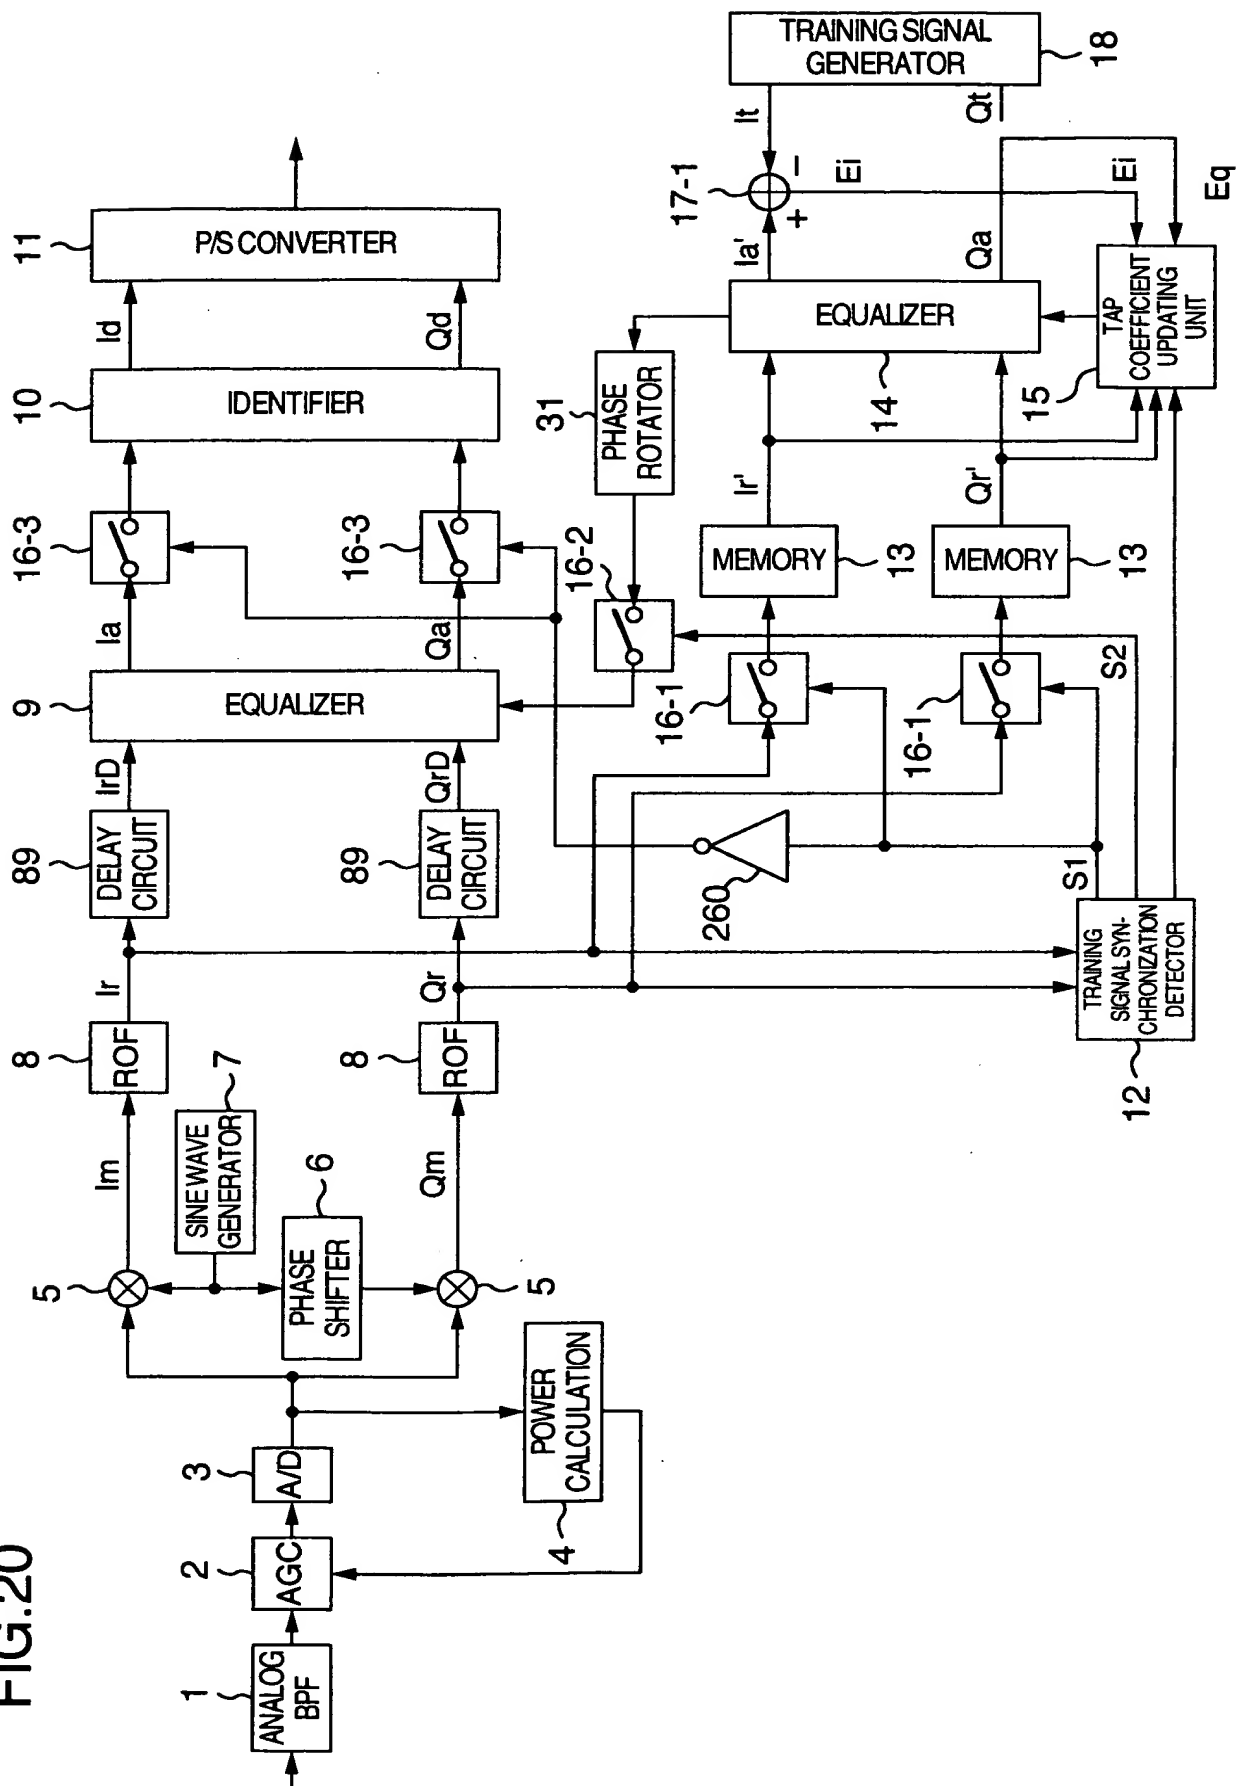 FIG.20
1
ANALOG
BPF
2
AGC
3
A/D
4
POWER
CALCULATION
5
5
6
PHASE
SHIFTER
7
SINE WAVE
GENERATOR
Im
Qm
8
ROF
8
ROF
Ir
Qr
89
DELAY
CIRCUIT
89
DELAY
CIRCUIT
IrD
QrD
9
EQUALIZER
Ia
Qa
16-3
16-3
10
IDENTIFIER
Id
Qd
11
P/S CONVERTER
12
TRAINING
SIGNAL SYN-
CHRONIZATION
DETECTOR
S1
S2
260
16-1
16-1
16-2
MEMORY
13
MEMORY
13
Ir'
Qr'
31
PHASE
ROTATOR
14
EQUALIZER
15
TAP
COEFFICIENT
UPDATING
UNIT
Ia'
Qa
17-1
+
−
Ei
Ei
Eq
It
Qt
TRAINING SIGNAL
GENERATOR
18